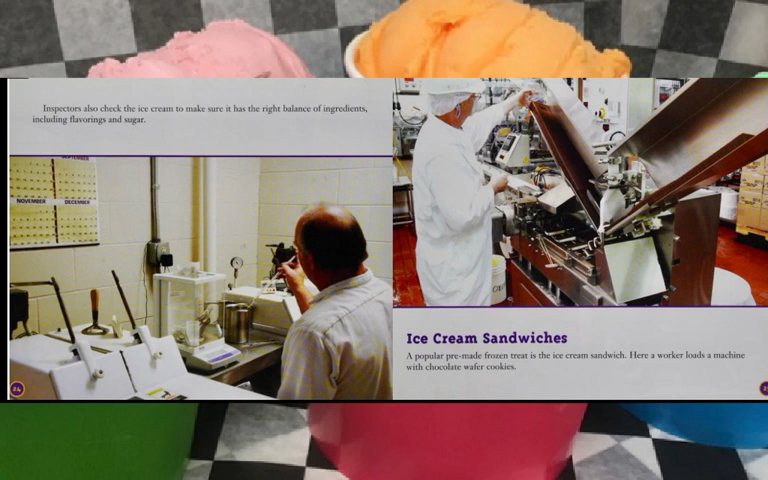 Inspectors also check the ice cream to make sure it has the right balance of ingredients,
including flavorings and sugar.
SEPTEMBER
NOVEMBER DECEMBER
24
Ice Cream Sandwiches
A popular pre-made frozen treat is the ice cream sandwich. Here a worker loads a machine
with chocolate wafer cookies.